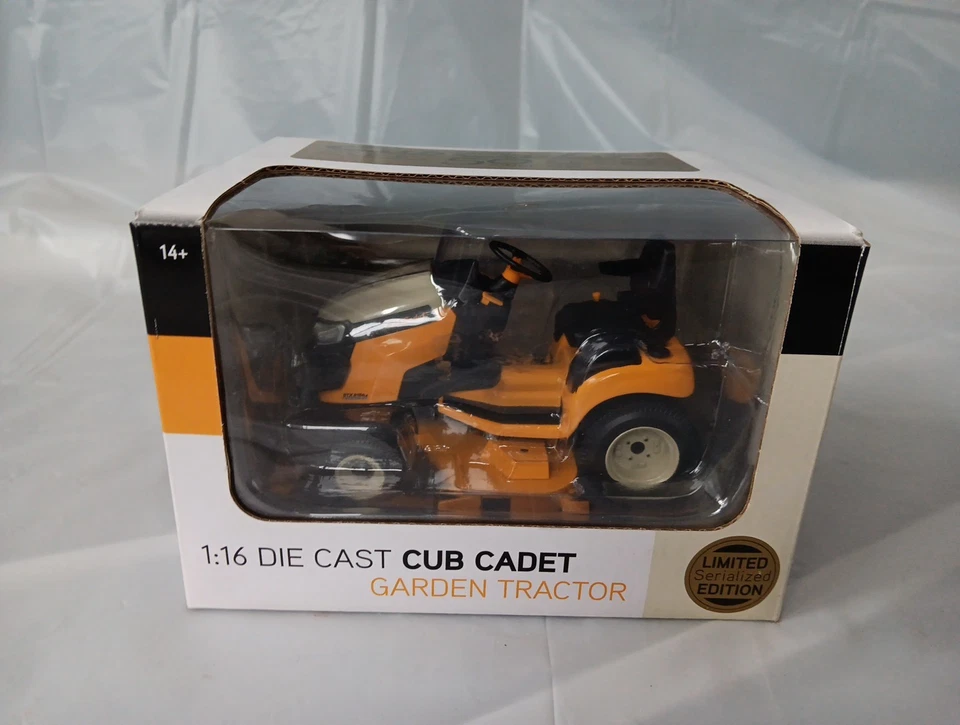 14+
1:16 DIE CAST CUB CADET
GARDEN TRACTOR
LIMITED
Serialized
EDITION